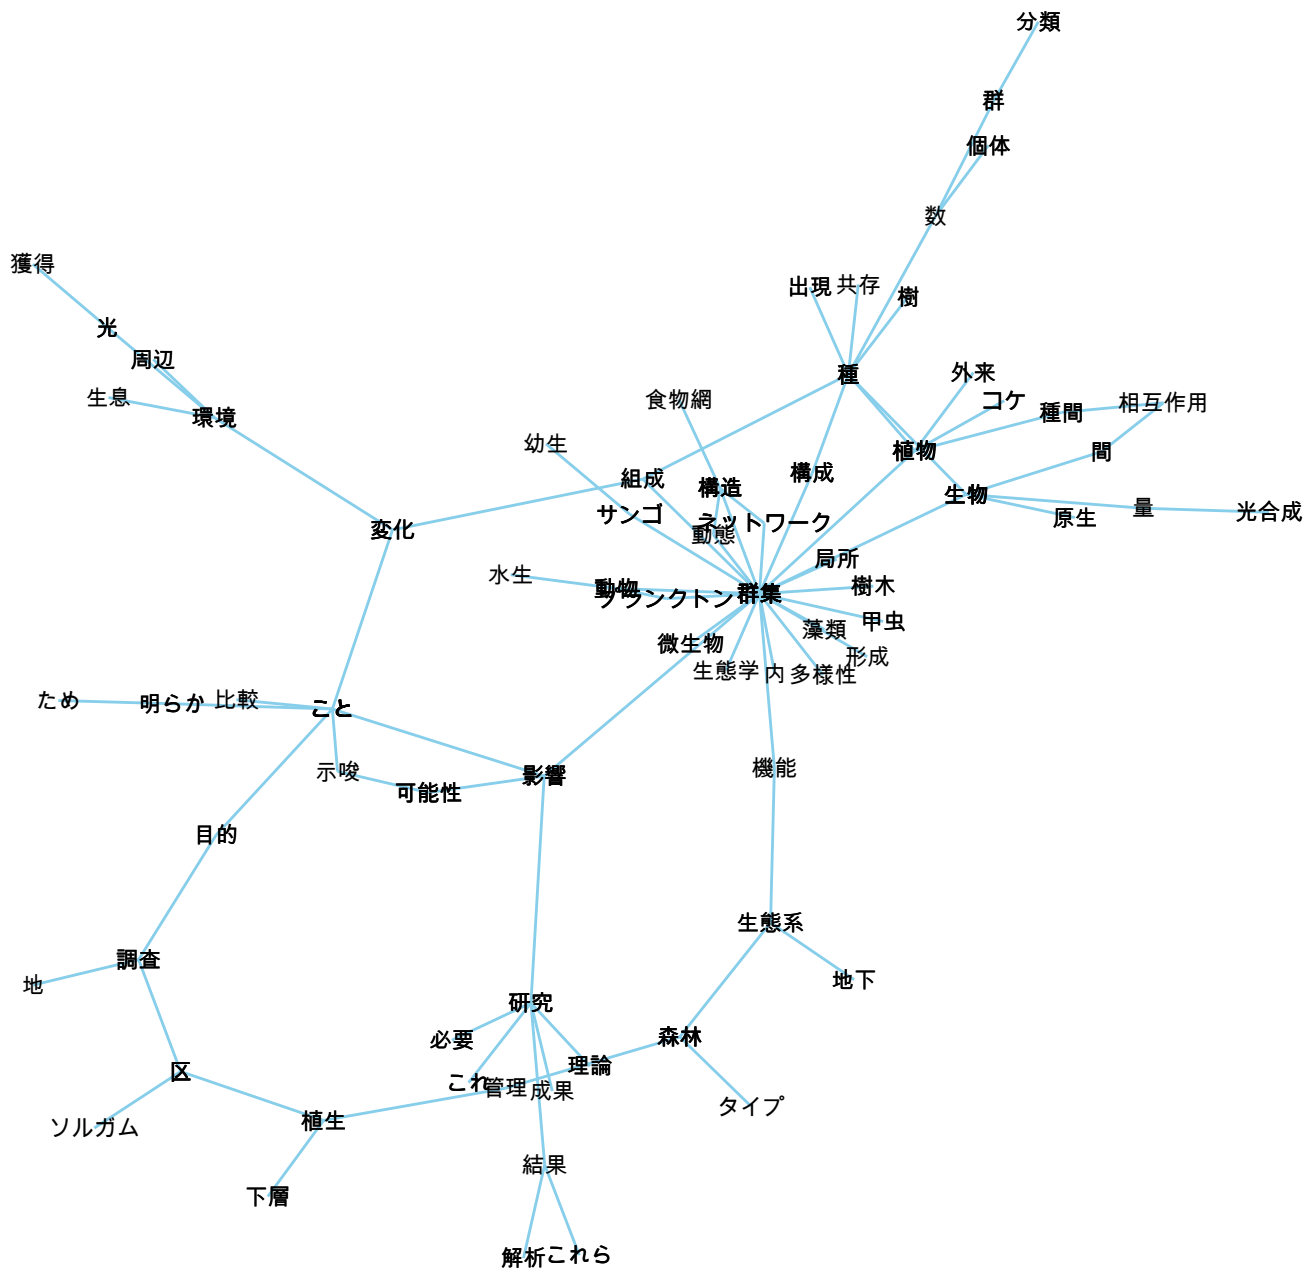 分類
群
個体
数
獲得
出現
共存
樹
光
周辺
生息
環境
種
外来
コケ
種間
相互作用
食物網
幼生
植物
間
組成
構造
構成
生物
量
光合成
原生
サンゴ
ネットワーク
変化
動態
局所
水生
動物
プランクトン
群集
樹木
甲虫
藻類
微生物
形成
生態学
内
多様性
ため
明らか
比較
こと
示唆
可能性
影響
機能
目的
生態系
地下
調査
地
研究
必要
森林
理論
区
これ
管理
成果
タイプ
ソルガム
植生
結果
下層
解析
これら